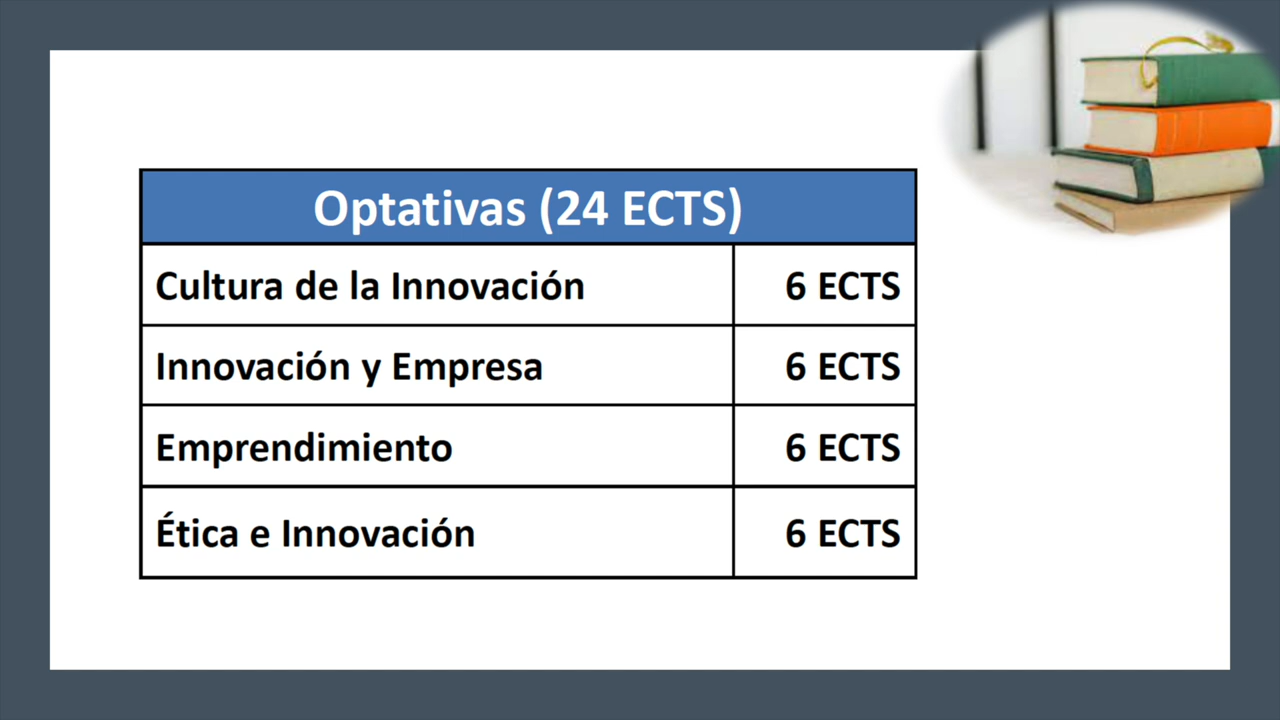 Optativas (24 ECTS)
Cultura de la Innovación 6 ECTS
Innovación y Empresa 6 ECTS
Emprendimiento 6 ECTS
Ética e Innovación 6 ECTS